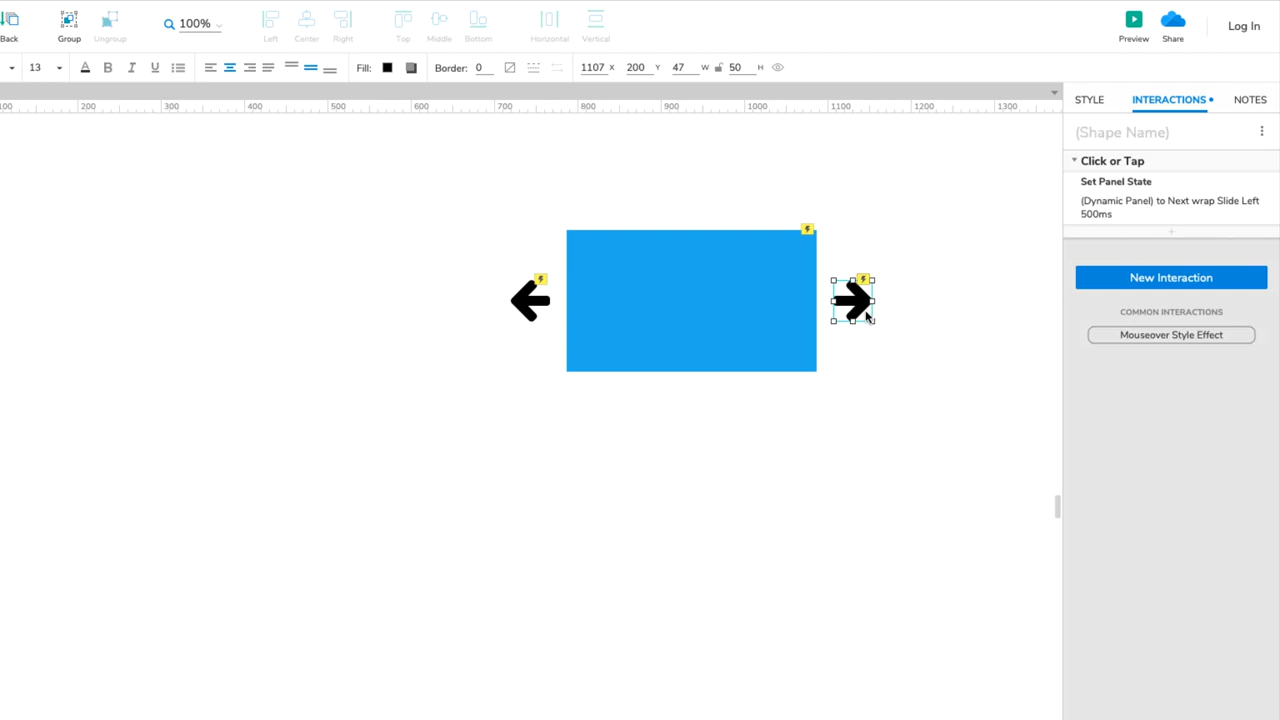 Back Group Ungroup 100% Left Center Right Top Middle Bottom Horizontal Vertical Preview Share Log In
13 A B I U Fill: Border: 0 1107 X 200 Y 47 W 50 H
100 200 300 400 500 600 700 800 900 1000 1100 1200 1300
STYLE INTERACTIONS NOTES
(Shape Name)
Click or Tap
Set Panel State
(Dynamic Panel) to Next wrap Slide Left
500ms
+
New Interaction
COMMON INTERACTIONS
Mouseover Style Effect